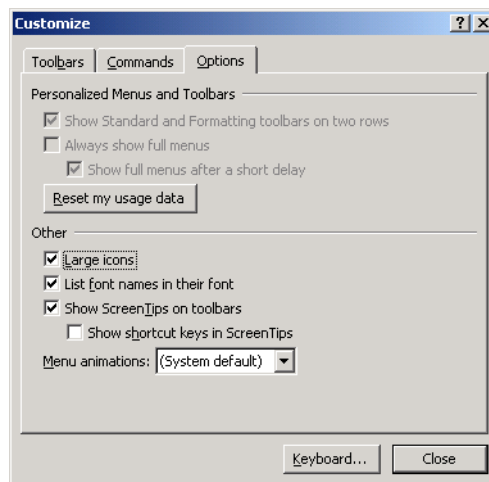 Customize
Toolbars Commands Options
Personalized Menus and Toolbars
Show Standard and Formatting toolbars on two rows
Always show full menus
Show full menus after a short delay
Reset my usage data
Other
Large icons
List font names in their font
Show ScreenTips on toolbars
Show shortcut keys in ScreenTips
Menu animations: (System default)
Keyboard... Close